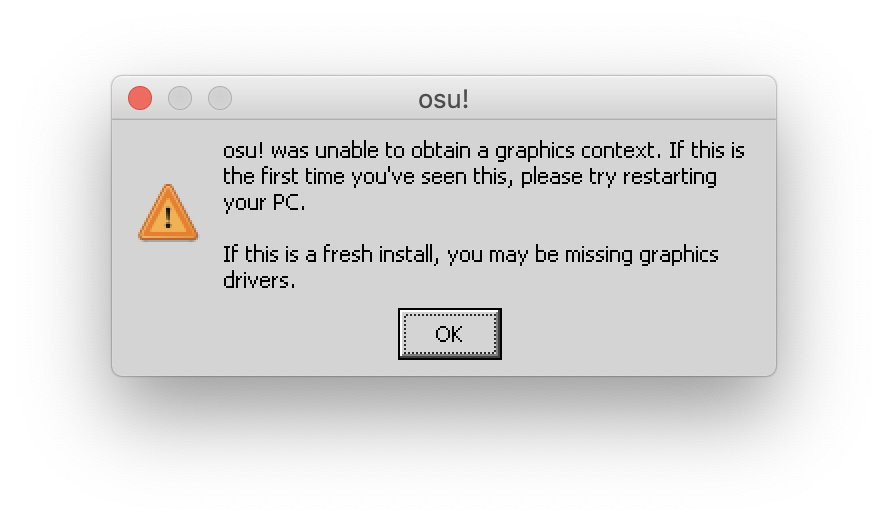 osu!
osu! was unable to obtain a graphics context. If this is
the first time you've seen this, please try restarting
your PC.
If this is a fresh install, you may be missing graphics
drivers.
!
OK